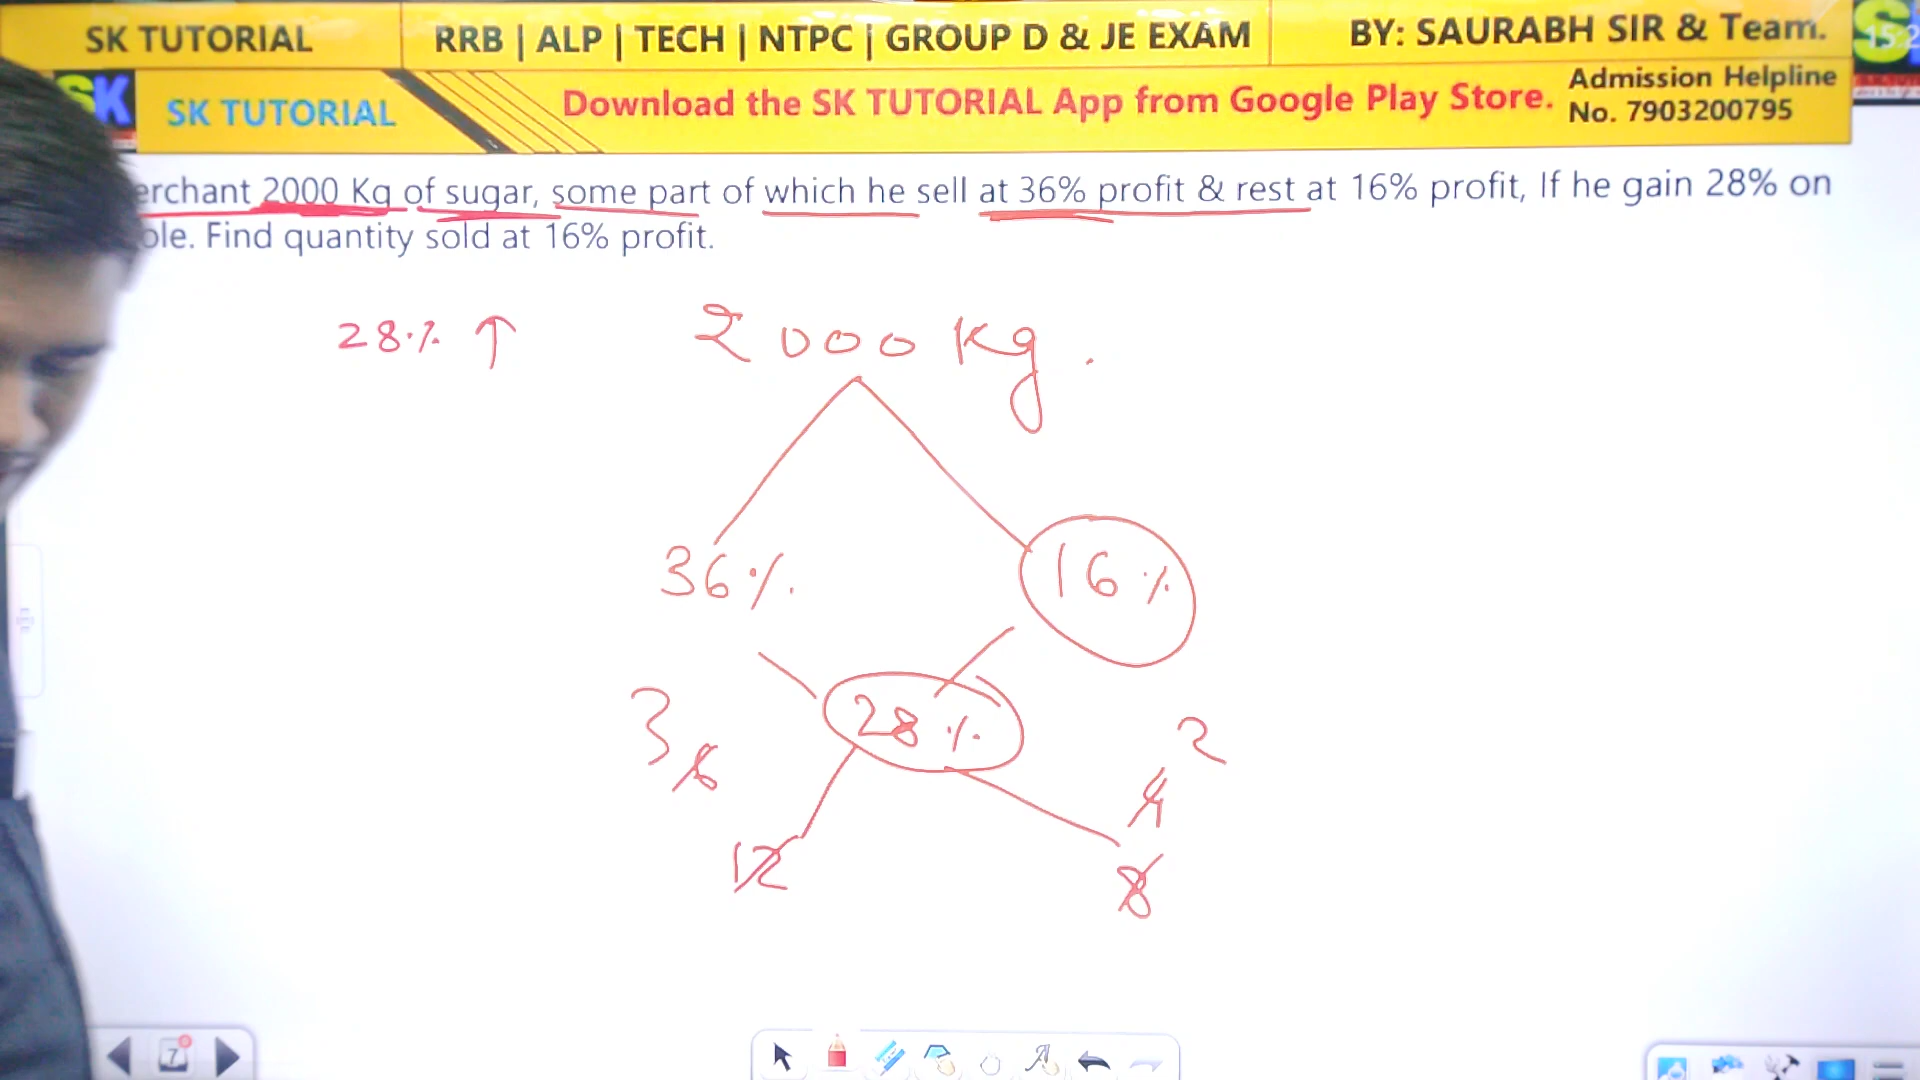 SK TUTORIAL RRB | ALP | TECH | NTPC | GROUP D & JE EXAM BY: SAURABH SIR & Team.
SK SK TUTORIAL Download the SK TUTORIAL App from Google Play Store. Admission Helpline
No. 7903200795
erchant 2000 Kg of sugar, some part of which he sell at 36% profit & rest at 16% profit, If he gain 28% on
ole. Find quantity sold at 16% profit.
28% ↑ 2000 Kg.
36% 16%
28%
3 6 4 2
12 8
7